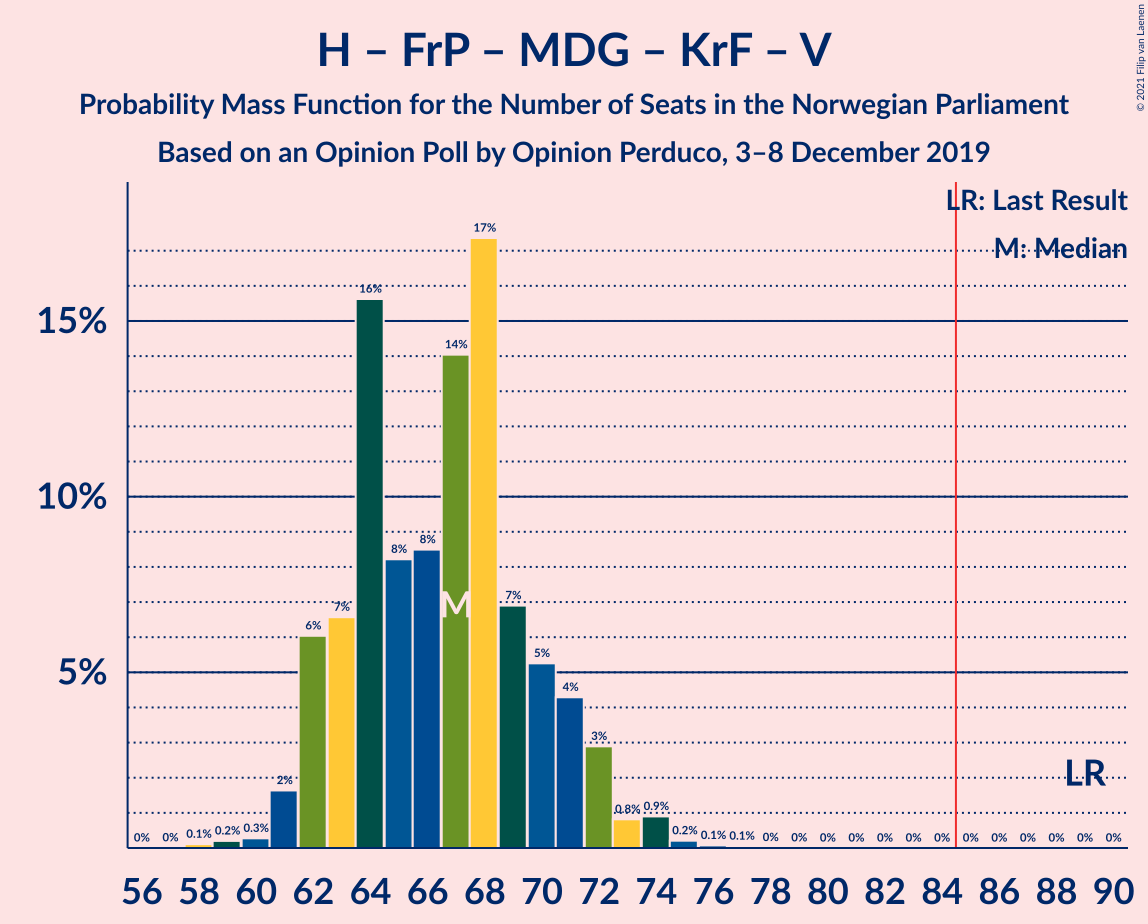 H – FrP – MDG – KrF – V
Probability Mass Function for the Number of Seats in the Norwegian Parliament
Based on an Opinion Poll by Opinion Perduco, 3–8 December 2019
© 2021 Filip van Laenen
LR: Last Result
M: Median
15%
10%
5%
0% 0% 0.1% 0.2% 0.3% 2% 6% 7% 16% 8% 8% 14% 17% 7% 5% 4% 3% 0.8% 0.9% 0.2% 0.1% 0.1% 0% 0% 0% 0% 0% 0% 0% 0% 0% 0% 0% 0% 0%
M
LR
56 58 60 62 64 66 68 70 72 74 76 78 80 82 84 86 88 90